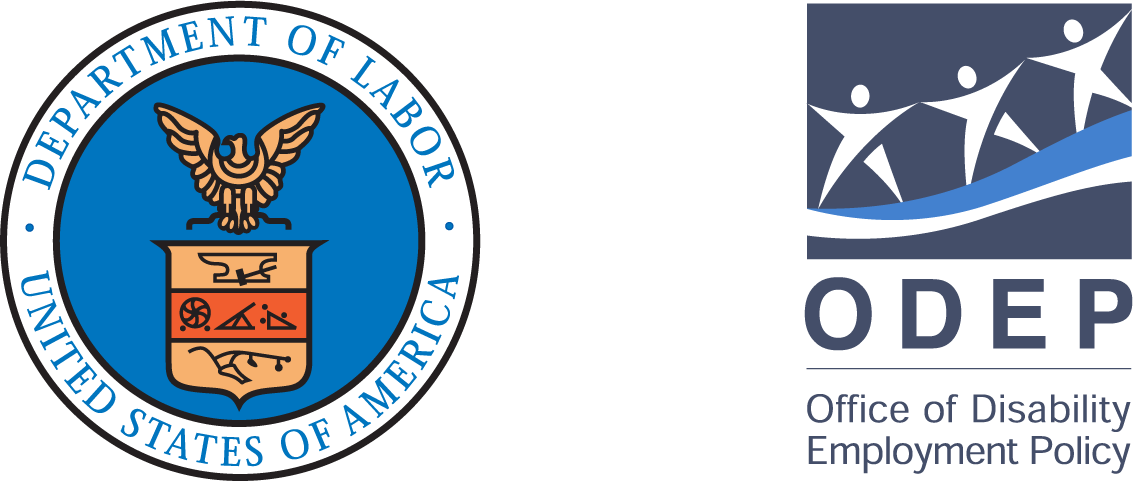 DEPARTMENT OF LABOR
UNITED STATES OF AMERICA
ODEP
Office of Disability
Employment Policy